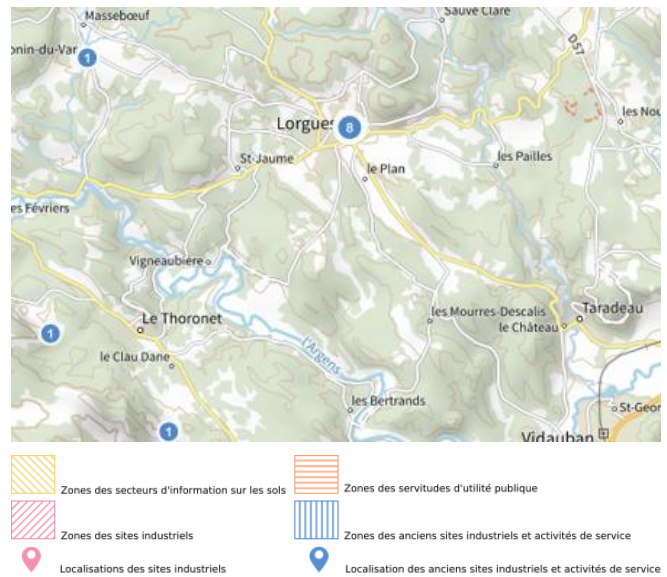 Massebœuf
Sauve Clare
onin-du-Var
1
D57
les Nou
Lorgues
8
St-Jaume
le Plan
les Pailles
es Févriers
Vigneaubière
Le Thoronet
les Mourres-Descalis
Taradeau
le Château
1
le Clau Dane
l'Argens
les Bertrands
St-Geor
1
Vidauban
Zones des secteurs d'information sur les sols
Zones des servitudes d'utilité publique
Zones des sites industriels
Zones des anciens sites industriels et activités de service
Localisations des sites industriels
Localisation des anciens sites industriels et activités de service